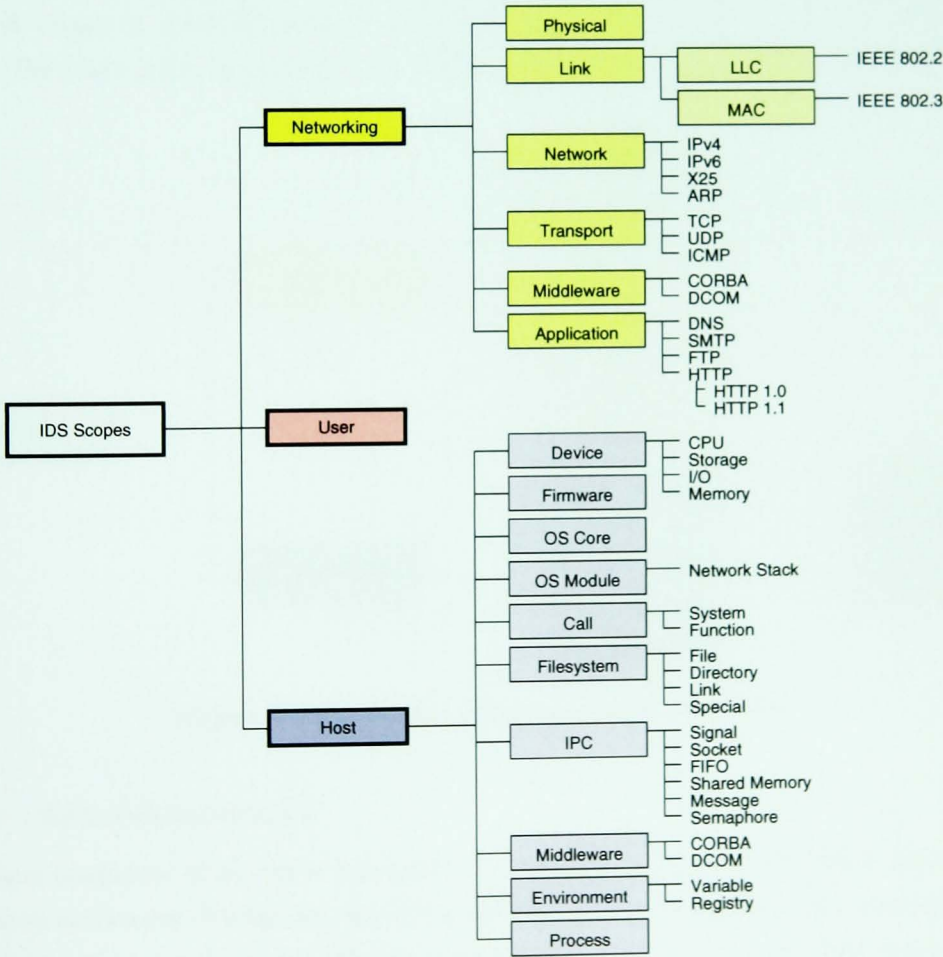 Physical
Link
LLC
IEEE 802.2
MAC
IEEE 802.3
Networking
Network
IPv4
IPv6
X25
ARP
Transport
TCP
UDP
ICMP
Middleware
CORBA
DCOM
Application
DNS
SMTP
FTP
HTTP
HTTP 1.0
HTTP 1.1
IDS Scopes
User
Device
CPU
Storage
I/O
Memory
Firmware
OS Core
OS Module
Network Stack
Call
System
Function
Filesystem
File
Directory
Link
Special
Host
IPC
Signal
Socket
FIFO
Shared Memory
Message
Semaphore
Middleware
CORBA
DCOM
Environment
Variable
Registry
Process